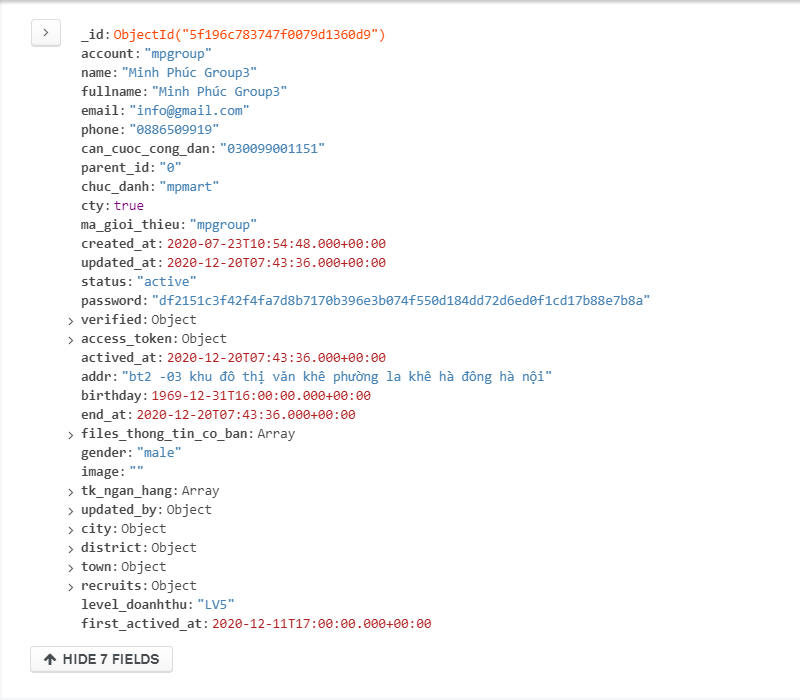 _id: ObjectId("5f196c783747f0079d1360d9")
account: "mpgroup"
name: "Minh Phúc Group3"
fullname: "Minh Phúc Group3"
email: "info@gmail.com"
phone: "0886509919"
can_cuoc_cong_dan: "030099001151"
parent_id: "0"
chuc_danh: "mpmart"
cty: true
ma_gioi_thieu: "mpgroup"
created_at: 2020-07-23T10:54:48.000+00:00
updated_at: 2020-12-20T07:43:36.000+00:00
status: "active"
password: "df2151c3f42f4fa7d8b7170b396e3b074f550d184dd72d6ed0f1cd17b88e7b8a"
verified: Object
access_token: Object
actived_at: 2020-12-20T07:43:36.000+00:00
addr: "bt2 -03 khu đô thị văn khê phường la khê hà đông hà nội"
birthday: 1969-12-31T16:00:00.000+00:00
end_at: 2020-12-20T07:43:36.000+00:00
files_thong_tin_co_ban: Array
gender: "male"
image: ""
tk_ngan_hang: Array
updated_by: Object
city: Object
district: Object
town: Object
recruits: Object
level_doanhthu: "LV5"
first_actived_at: 2020-12-11T17:00:00.000+00:00
HIDE 7 FIELDS